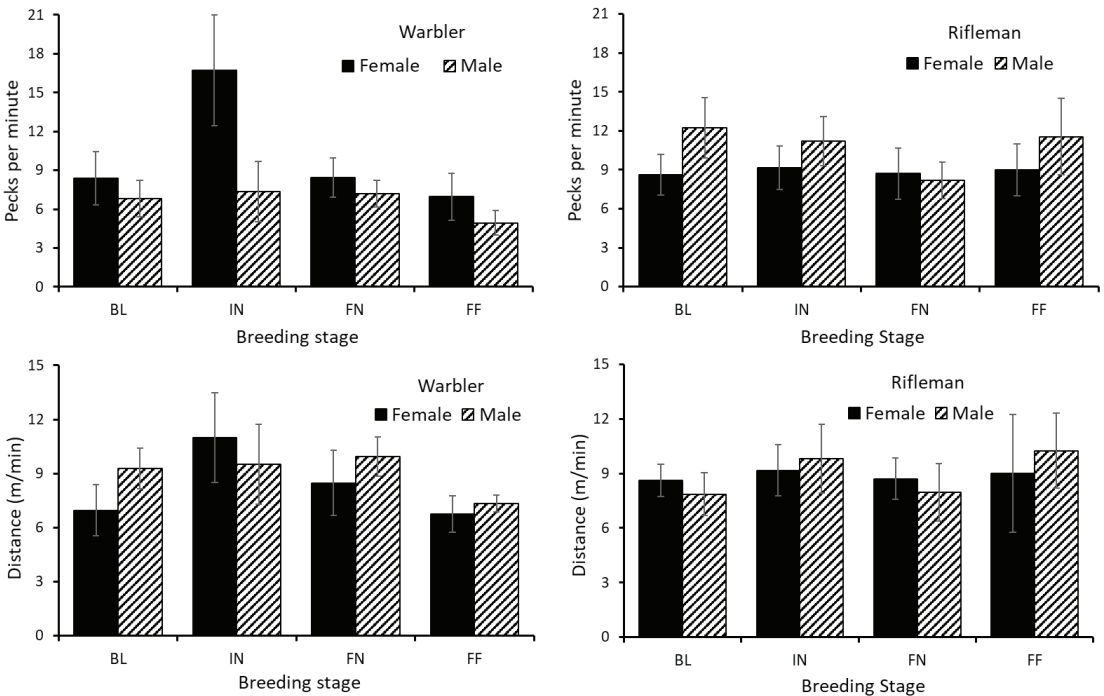 Warbler
Female Male
Pecks per minute
21
18
15
12
9
6
3
0
BL IN FN FF
Breeding stage
Rifleman
Female Male
Pecks per minute
21
18
15
12
9
6
3
0
BL IN FN FF
Breeding Stage
Warbler
Female Male
Distance (m/min)
15
12
9
6
3
0
BL IN FN FF
Breeding stage
Rifleman
Female Male
Distance (m/min)
15
12
9
6
3
0
BL IN FN FF
Breeding Stage